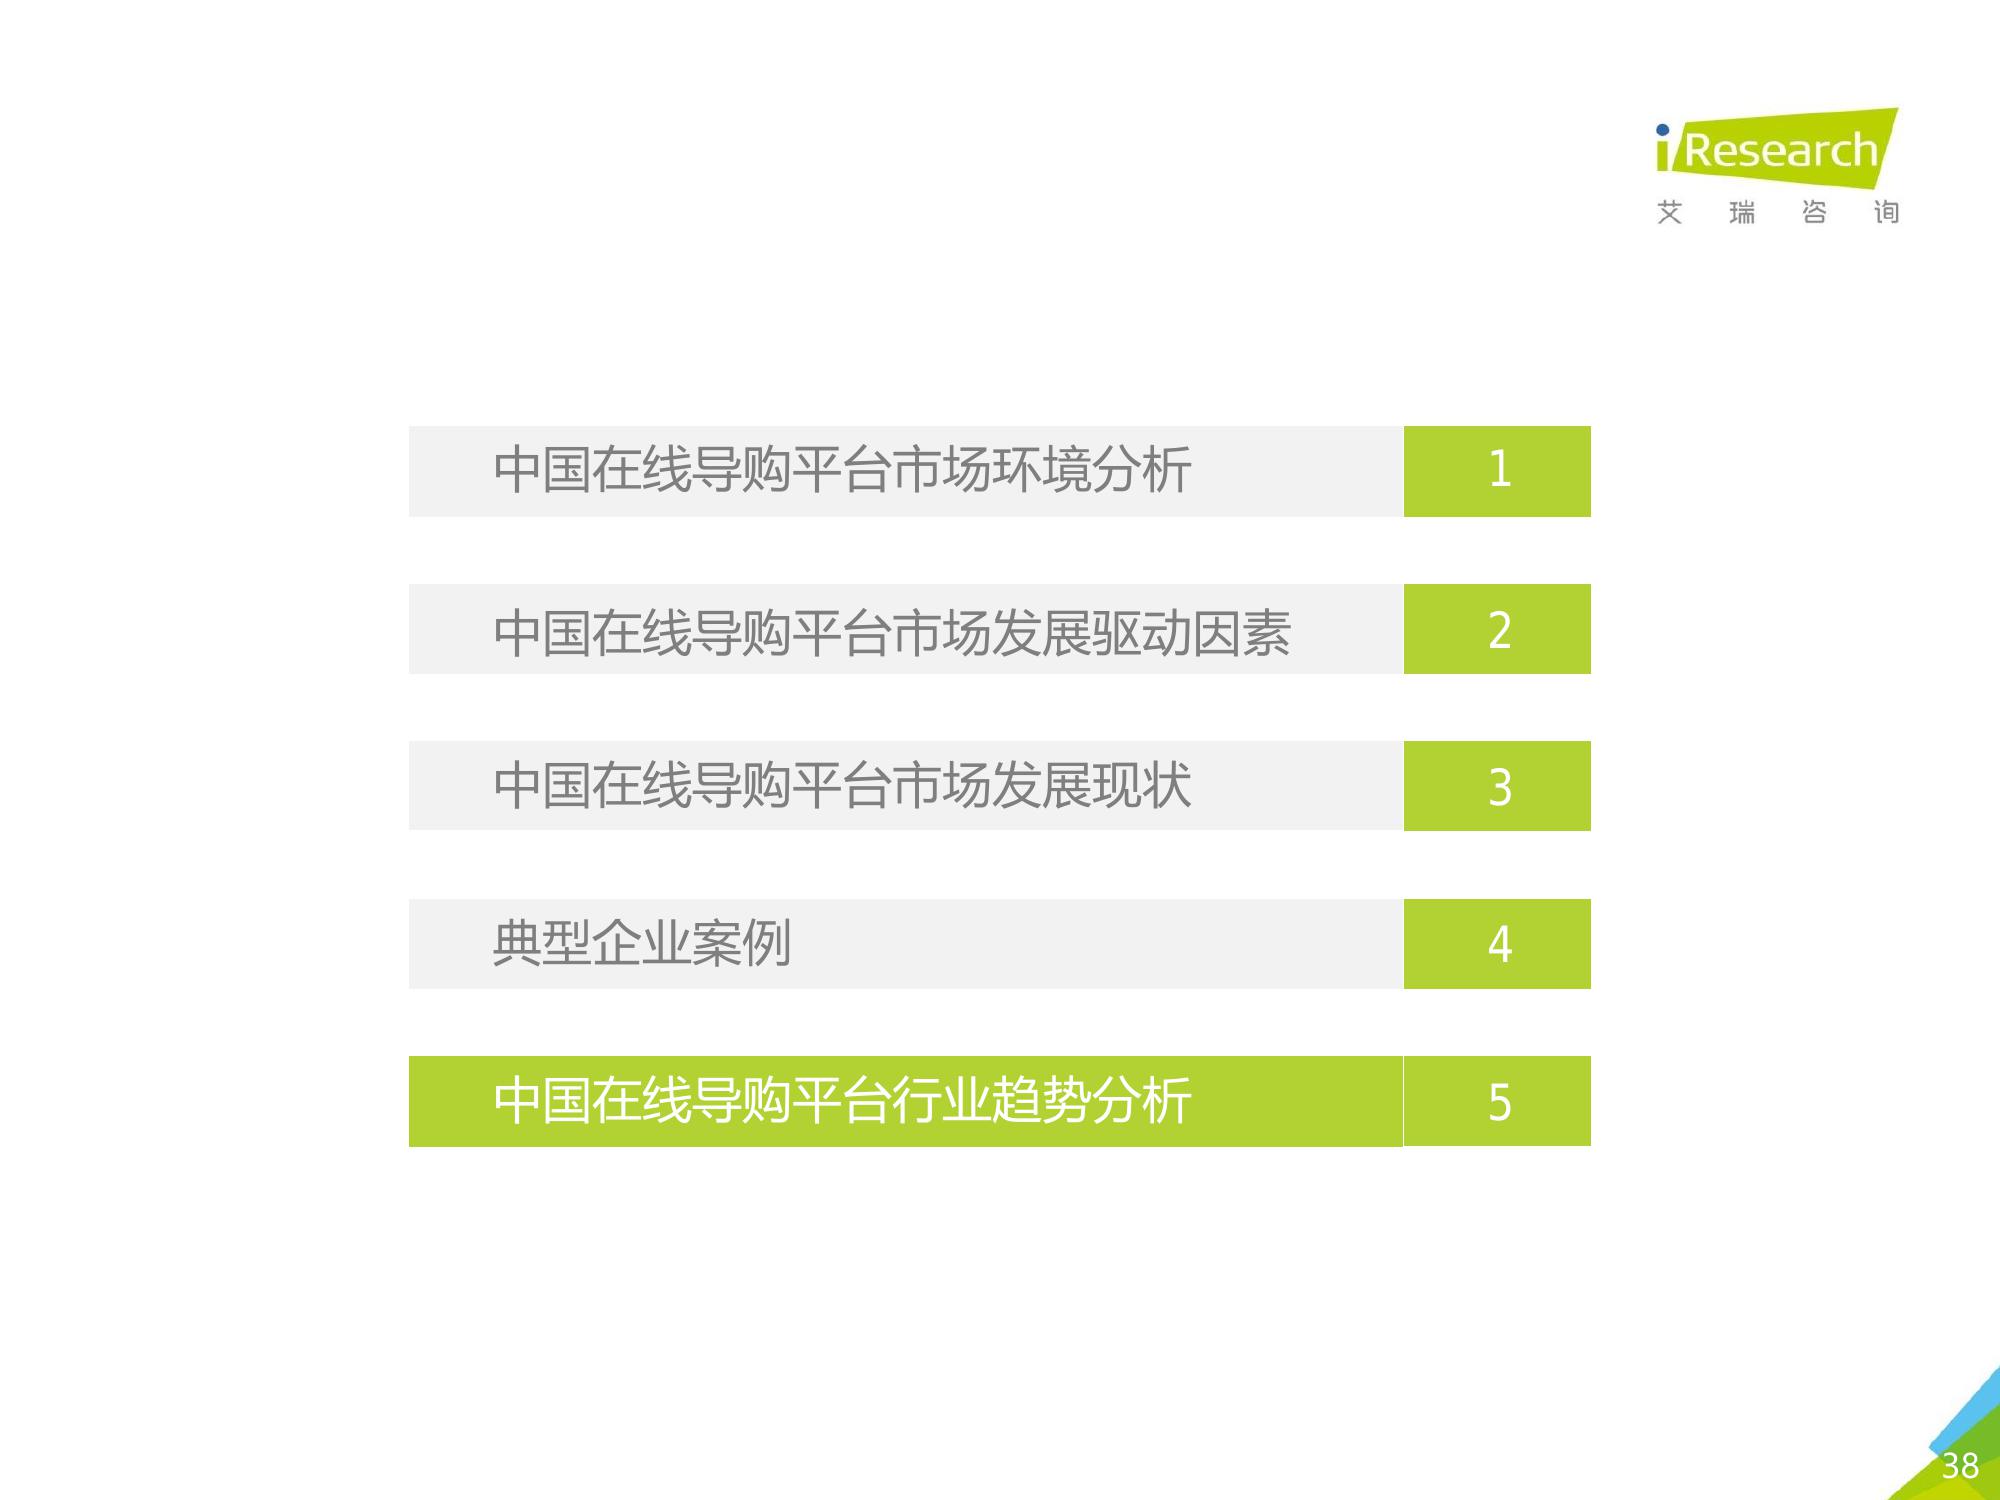 iResearch
艾瑞咨询
中国在线导购平台市场环境分析 1
中国在线导购平台市场发展驱动因素 2
中国在线导购平台市场发展现状 3
典型企业案例 4
中国在线导购平台行业趋势分析 5
38